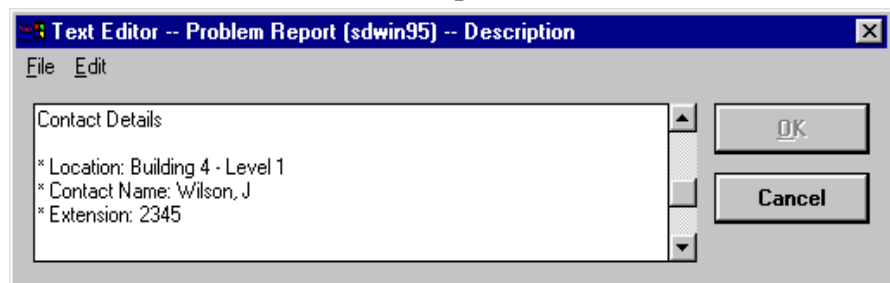 Text Editor -- Problem Report (sdwin95) -- Description
File Edit
Contact Details
* Location: Building 4 - Level 1
* Contact Name: Wilson, J
* Extension: 2345
OK
Cancel